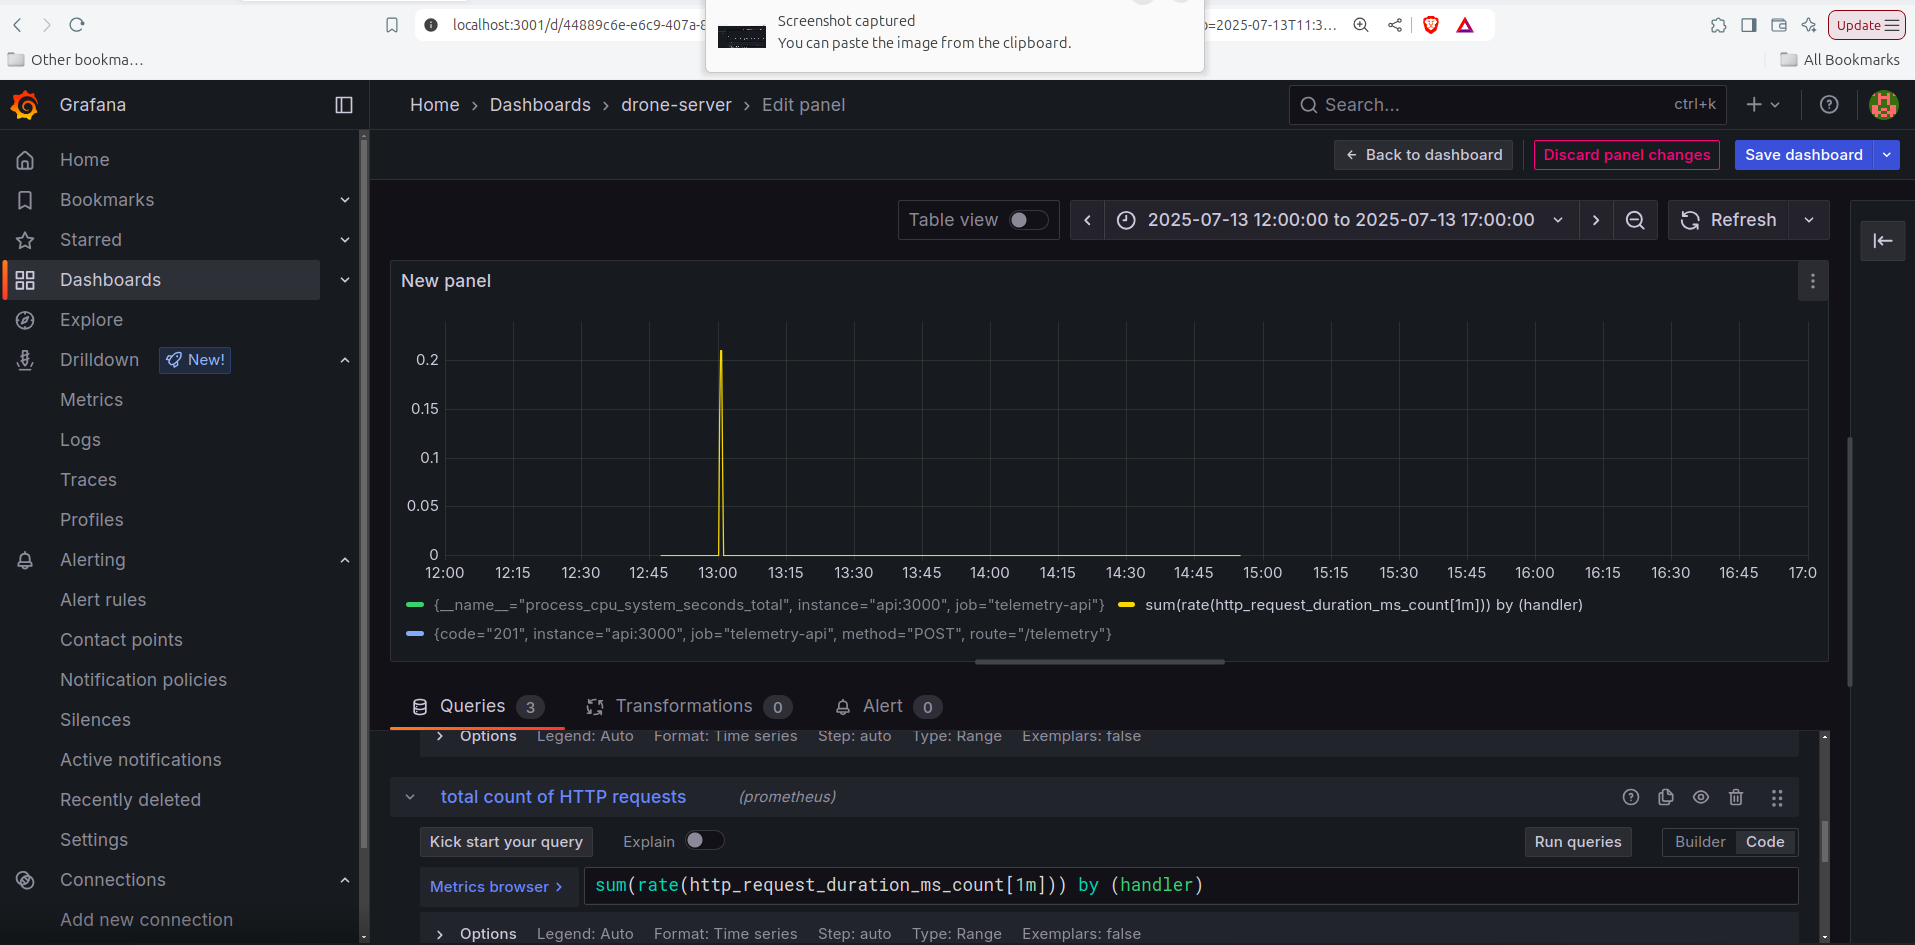 Screenshot captured
You can paste the image from the clipboard.
localhost:3001/d/44889c6e-e6c9-407a-8
=2025-07-13T11:3...
Update
Other bookma...
All Bookmarks
Grafana
Home › Dashboards › drone-server › Edit panel
Search...
ctrl+k
← Back to dashboard
Discard panel changes
Save dashboard
Home
Bookmarks
Starred
Dashboards
Explore
Drilldown
New!
Metrics
Logs
Traces
Profiles
Alerting
Alert rules
Contact points
Notification policies
Silences
Active notifications
Recently deleted
Settings
Connections
Add new connection
Table view
2025-07-13 12:00:00 to 2025-07-13 17:00:00
Refresh
New panel
0.2
0.15
0.1
0.05
0
12:00 12:15 12:30 12:45 13:00 13:15 13:30 13:45 14:00 14:15 14:30 14:45 15:00 15:15 15:30 15:45 16:00 16:15 16:30 16:45 17:0
{__name__="process_cpu_system_seconds_total", instance="api:3000", job="telemetry-api"}
sum(rate(http_request_duration_ms_count[1m])) by (handler)
{code="201", instance="api:3000", job="telemetry-api", method="POST", route="/telemetry"}
Queries 3
Transformations 0
Alert 0
Options Legend: Auto Format: Time series Step: auto Type: Range Exemplars: false
total count of HTTP requests (prometheus)
Kick start your query
Explain
Run queries
Builder
Code
Metrics browser ›
sum(rate(http_request_duration_ms_count[1m])) by (handler)
Options Legend: Auto Format: Time series Step: auto Type: Range Exemplars: false